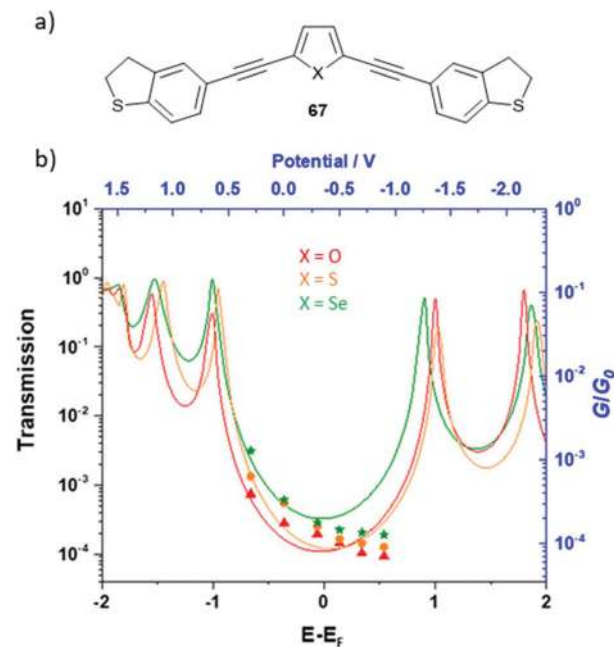 a)
S
X
S
67
b)
Potential / V
1.5 1.0 0.5 0.0 -0.5 -1.0 -1.5 -2.0
10¹ 10⁰ 10⁻¹ 10⁻² 10⁻³ 10⁻⁴
Transmission
X = O
X = S
X = Se
10⁰ 10⁻¹ 10⁻² 10⁻³ 10⁻⁴
G/G₀
-2 -1 0 1 2
E-E_F